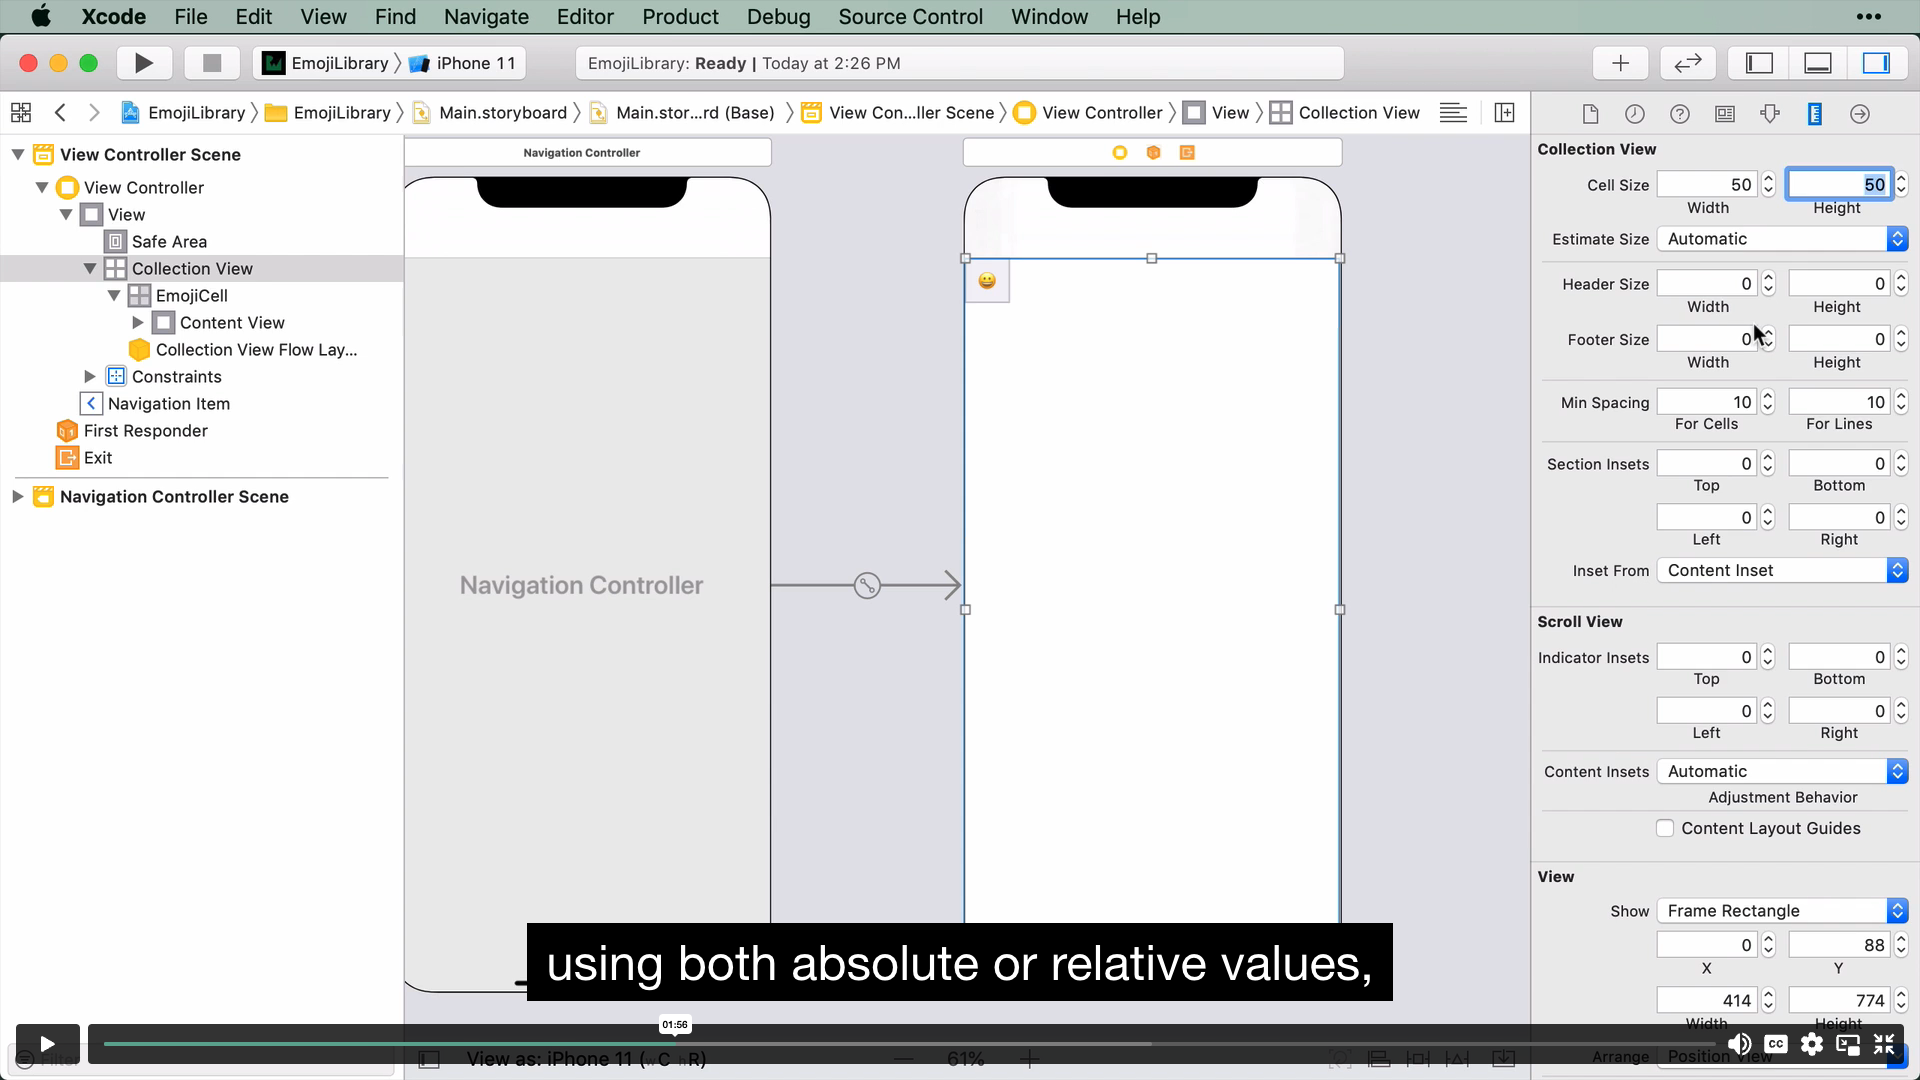 Xcode File Edit View Find Navigate Editor Product Debug Source Control Window Help
EmojiLibrary iPhone 11
EmojiLibrary: Ready | Today at 2:26 PM
EmojiLibrary EmojiLibrary Main.storyboard Main.stor...rd (Base) View Con...ller Scene View Controller View Collection View
View Controller Scene
View Controller
View
Safe Area
Collection View
EmojiCell
Content View
Collection View Flow Lay...
Constraints
Navigation Item
First Responder
Exit
Navigation Controller Scene
Filter
Navigation Controller
Navigation Controller
View as: iPhone 11 (wC hR)
61%
Collection View
Cell Size 50 50
Width Height
Estimate Size Automatic
Header Size 0 0
Width Height
Footer Size 0 0
Width Height
Min Spacing 10 10
For Cells For Lines
Section Insets 0 0
Top Bottom
0 0
Left Right
Inset From Content Inset
Scroll View
Indicator Insets 0 0
Top Bottom
0 0
Left Right
Content Insets Automatic
Adjustment Behavior
Content Layout Guides
View
Show Frame Rectangle
0 88
X Y
414 774
Width Height
Arrange Position View
using both absolute or relative values,
01:56
CC